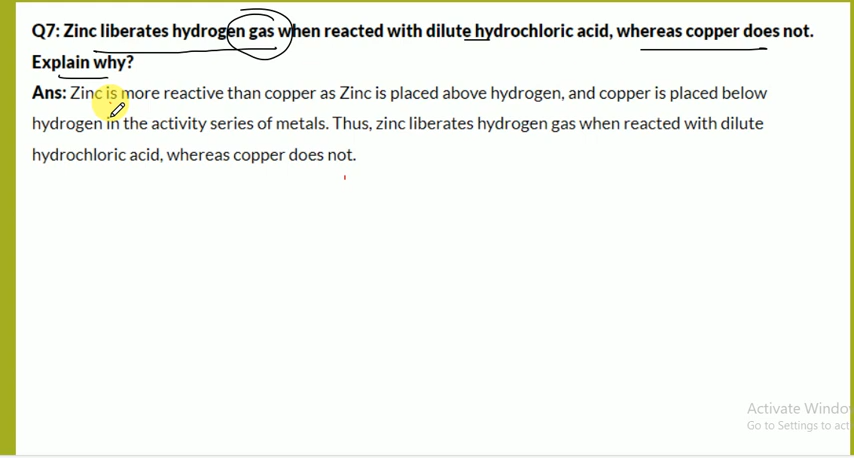 Q7: Zinc liberates hydrogen gas when reacted with dilute hydrochloric acid, whereas copper does not.
Explain why?
Ans: Zinc is more reactive than copper as Zinc is placed above hydrogen, and copper is placed below
hydrogen in the activity series of metals. Thus, zinc liberates hydrogen gas when reacted with dilute
hydrochloric acid, whereas copper does not.
Activate Windo
Go to Settings to act